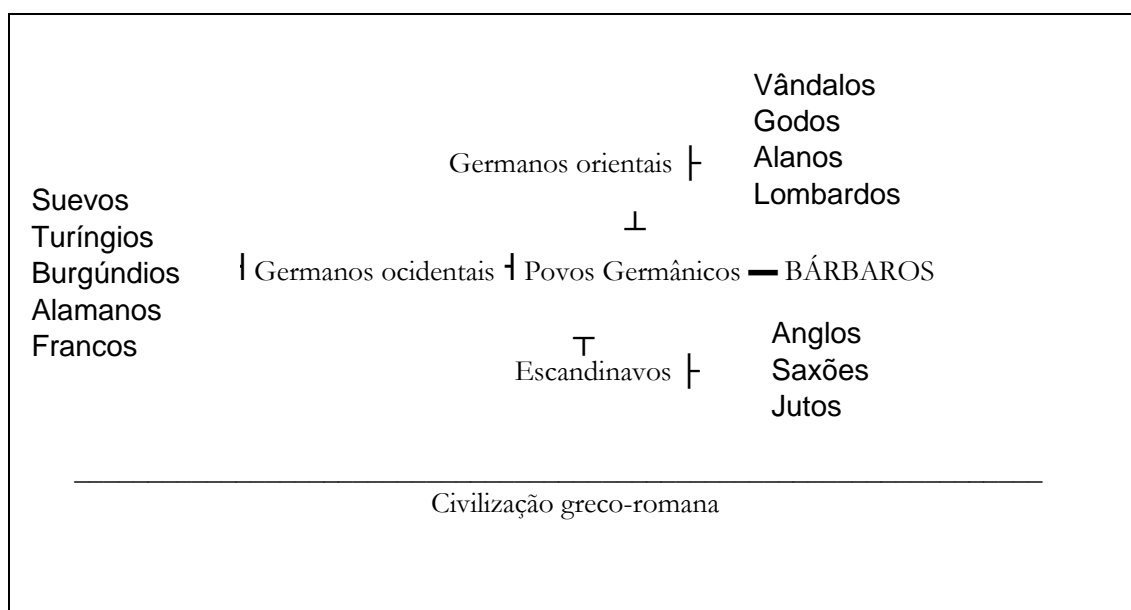 Vândalos
Godos
Alanos
Lombardos
Germanos orientais
Suevos
Turíngios
Burgúndios
Alamanos
Francos
Germanos ocidentais
Povos Germânicos
BÁRBAROS
Escandinavos
Anglos
Saxões
Jutos
Civilização greco-romana